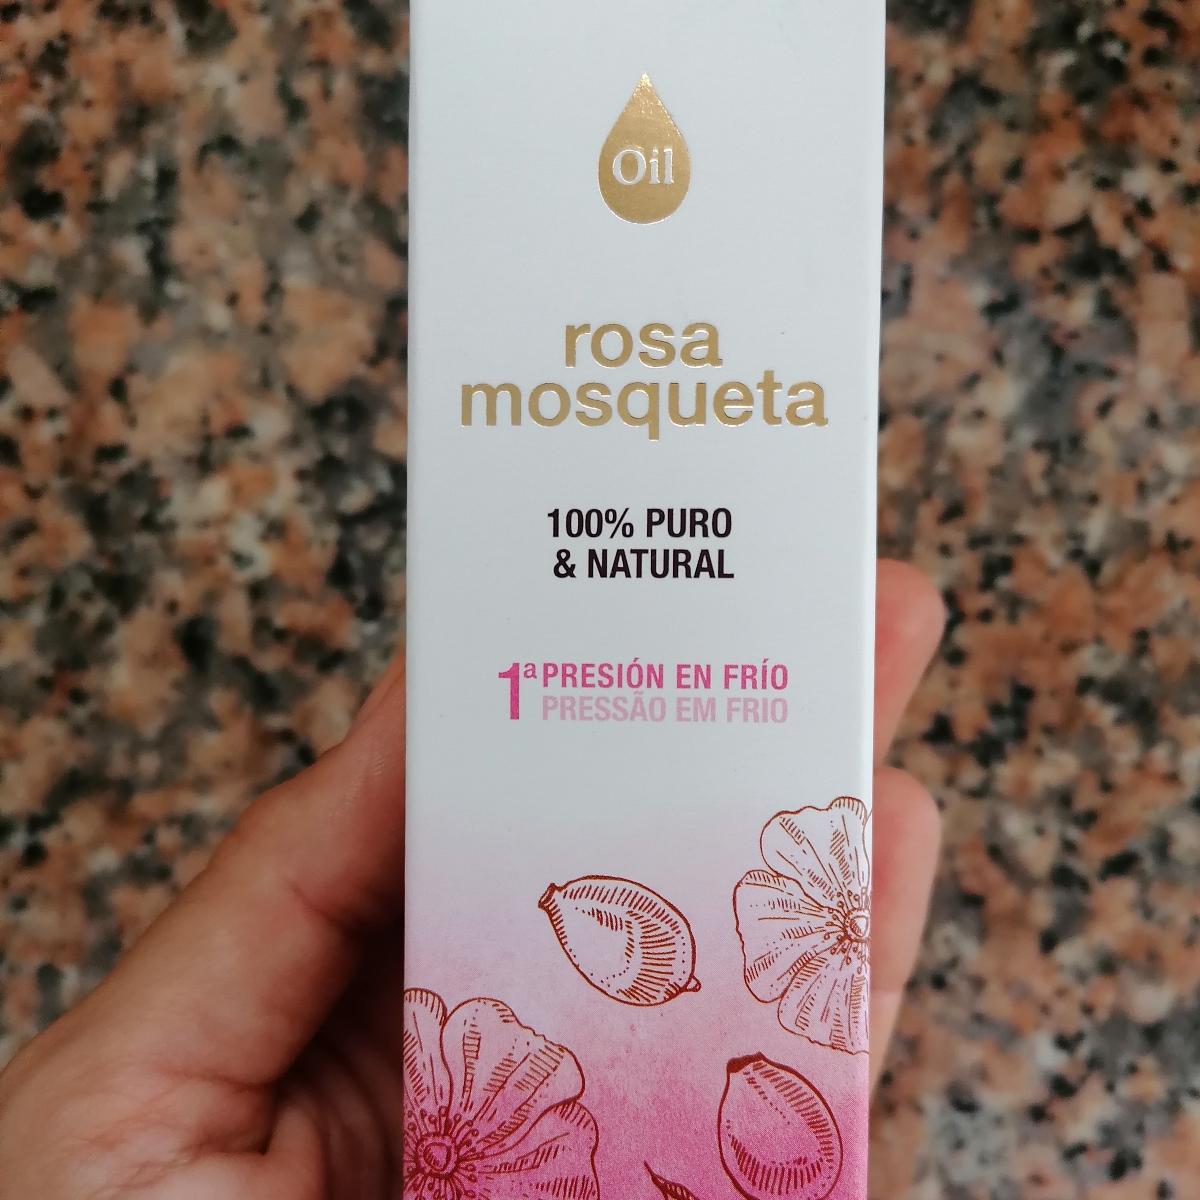 Oil
rosa
mosqueta
100% PURO
& NATURAL
1ª PRESIÓN EN FRÍO
PRESSÃO EM FRIO